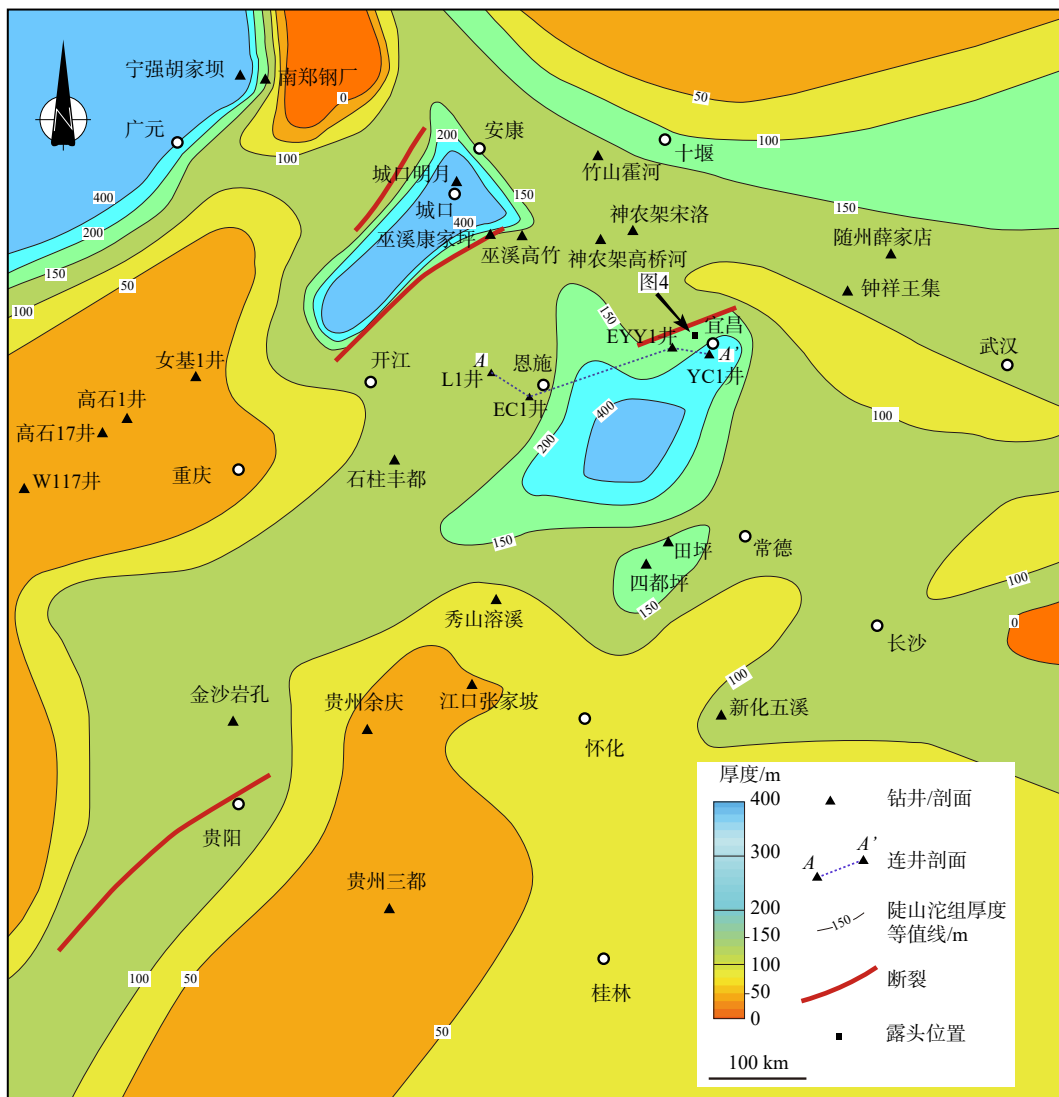 宁强胡家坝
南郑钢厂
0
50
广元
100
200
安康
100
十堰
竹山霍河
城口明月
400
150
城口
神农架宋洛
150
200
400
随州薛家店
巫溪康家坪
巫溪高竹
神农架高桥河
150
50
图4
钟祥王集
100
150
宜昌
EYY1井
A’
武汉
女基1井
开江
A
恩施
YC1井
L1井
高石1井
EC1井
400
100
高石17井
200
重庆
石柱丰都
W117井
150
常德
田坪
四都坪
100
150
秀山溶溪
0
长沙
100
金沙岩孔
贵州余庆
江口张家坡
新化五溪
怀化
贵阳
贵州三都
100
50
桂林
50
厚度/m
400
300
200
150
100
50
0
100 km
钻井/剖面
A
A’
连井剖面
150
陡山沱组厚度
等值线/m
断裂
露头位置